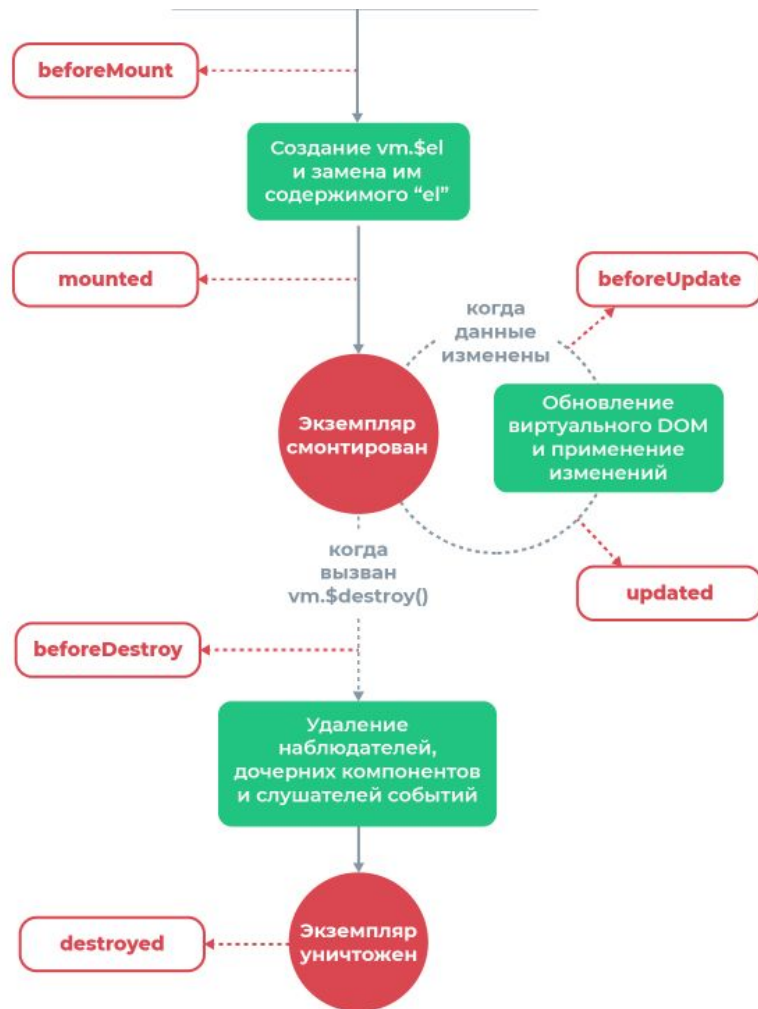 beforeMount
Создание vm.$el
и замена им
содержимого “el”
mounted
beforeUpdate
когда
данные
изменены
Экземпляр
смонтирован
Обновление
виртуального DOM
и применение
изменений
когда
вызван
vm.$destroy()
updated
beforeDestroy
Удаление
наблюдателей,
дочерних компонентов
и слушателей событий
Экземпляр
уничтожен
destroyed